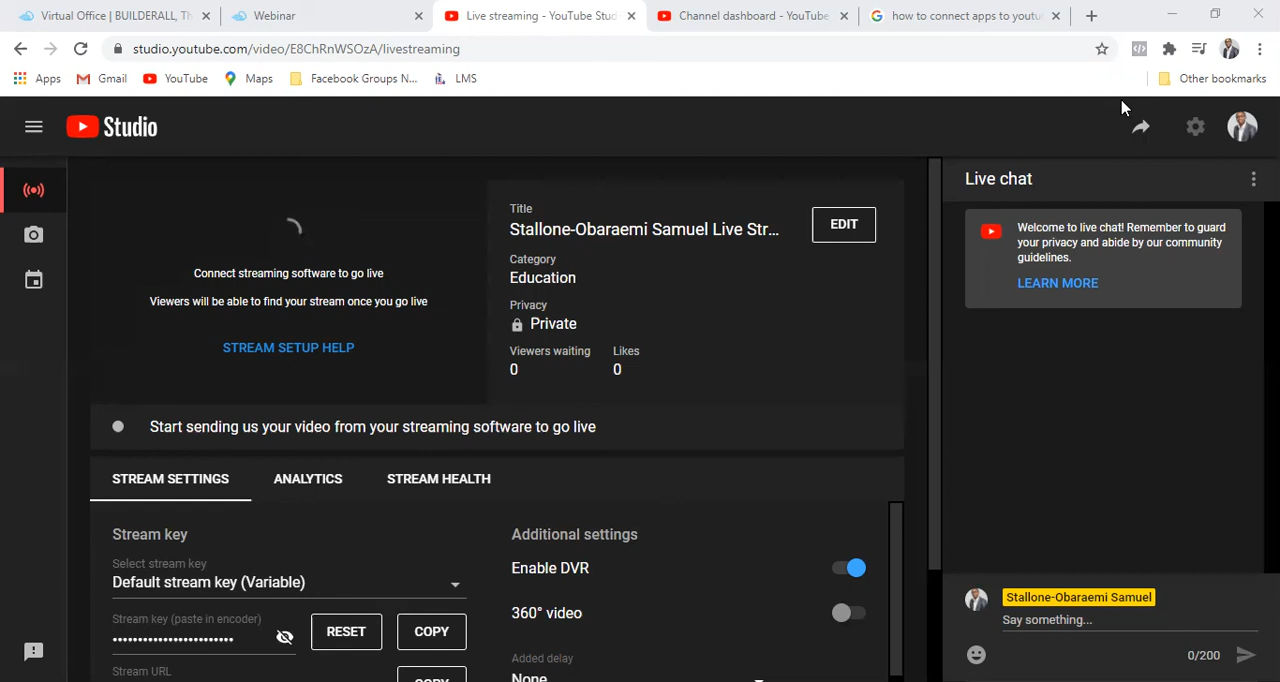 Virtual Office | BUILDERALL, Th
Webinar
Live streaming - YouTube Stud
Channel dashboard - YouTube
how to connect apps to youtu
studio.youtube.com/video/E8ChRnWSOzA/livestreaming
Apps
Gmail
YouTube
Maps
Facebook Groups N...
LMS
Other bookmarks
Studio
Connect streaming software to go live
Viewers will be able to find your stream once you go live
STREAM SETUP HELP
Title
Stallone-Obaraemi Samuel Live Str...
EDIT
Category
Education
Privacy
Private
Viewers waiting
Likes
0
0
Start sending us your video from your streaming software to go live
STREAM SETTINGS
ANALYTICS
STREAM HEALTH
Stream key
Select stream key
Default stream key (Variable)
Stream key (paste in encoder)
••••••••••••••••••••••••
RESET
COPY
Stream URL
COPY
Additional settings
Enable DVR
360° video
Added delay
None
Live chat
Welcome to live chat! Remember to guard
your privacy and abide by our community
guidelines.
LEARN MORE
Stallone-Obaraemi Samuel
Say something...
0/200